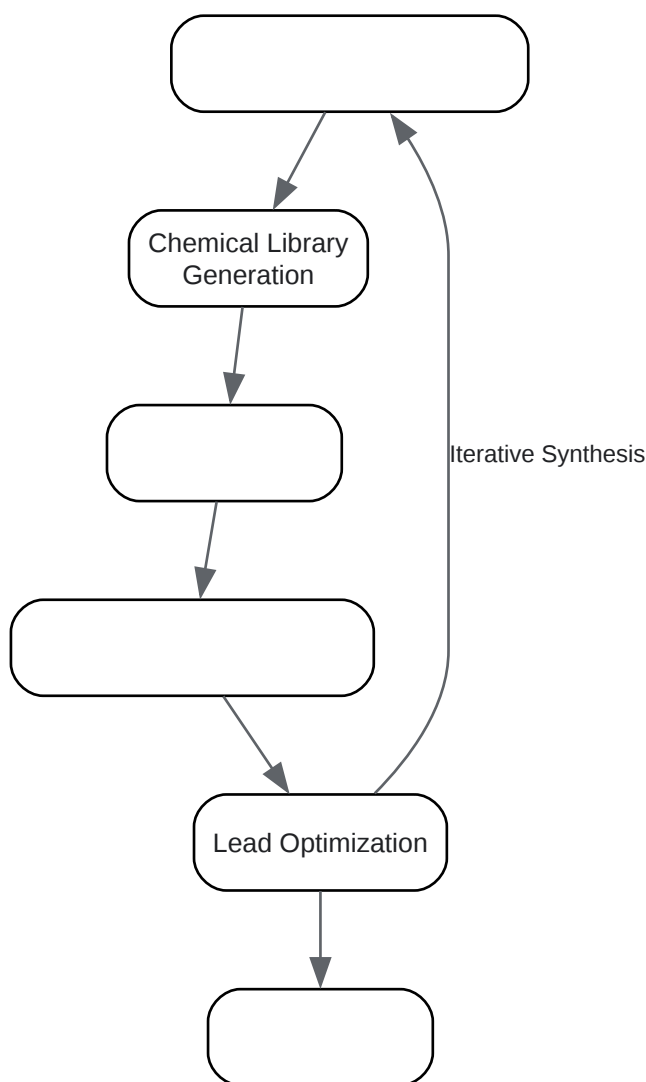 Chemical Library
Generation
Iterative Synthesis
Lead Optimization